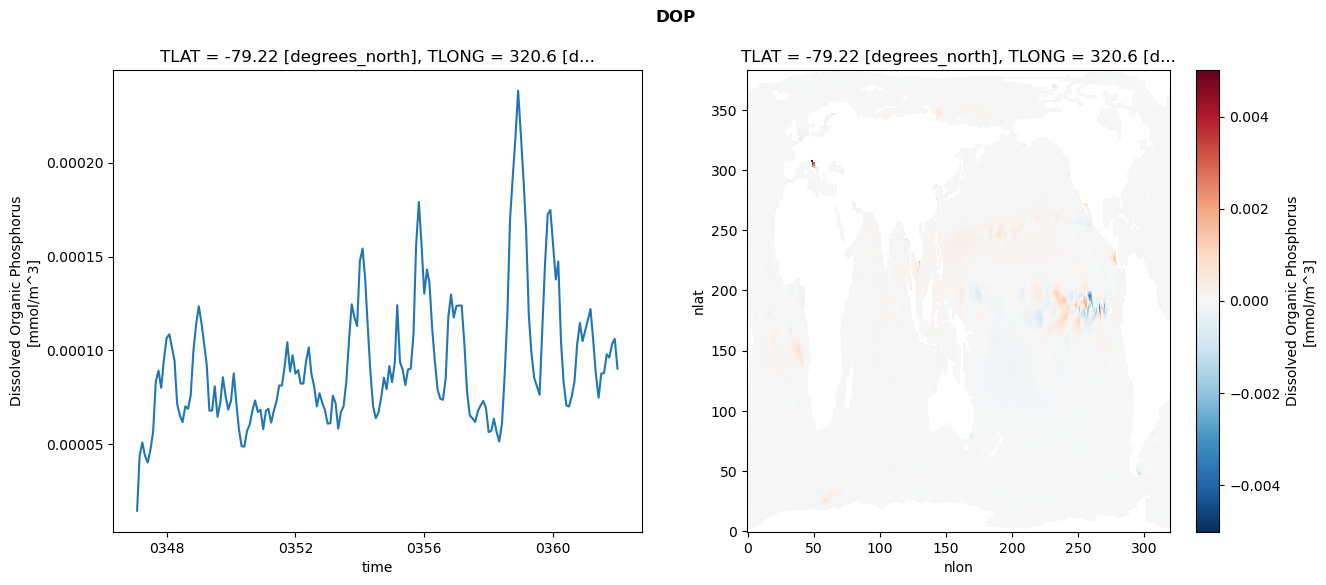 DOP
TLAT = -79.22 [degrees_north], TLONG = 320.6 [d...
Dissolved Organic Phosphorus
[mmol/m^3]
0.00020
0.00015
0.00010
0.00005
0348
0352
0356
0360
time
TLAT = -79.22 [degrees_north], TLONG = 320.6 [d...
nlat
350
300
250
200
150
100
50
0
0
50
100
150
200
250
300
nlon
0.004
0.002
0.000
−0.002
−0.004
Dissolved Organic Phosphorus
[mmol/m^3]